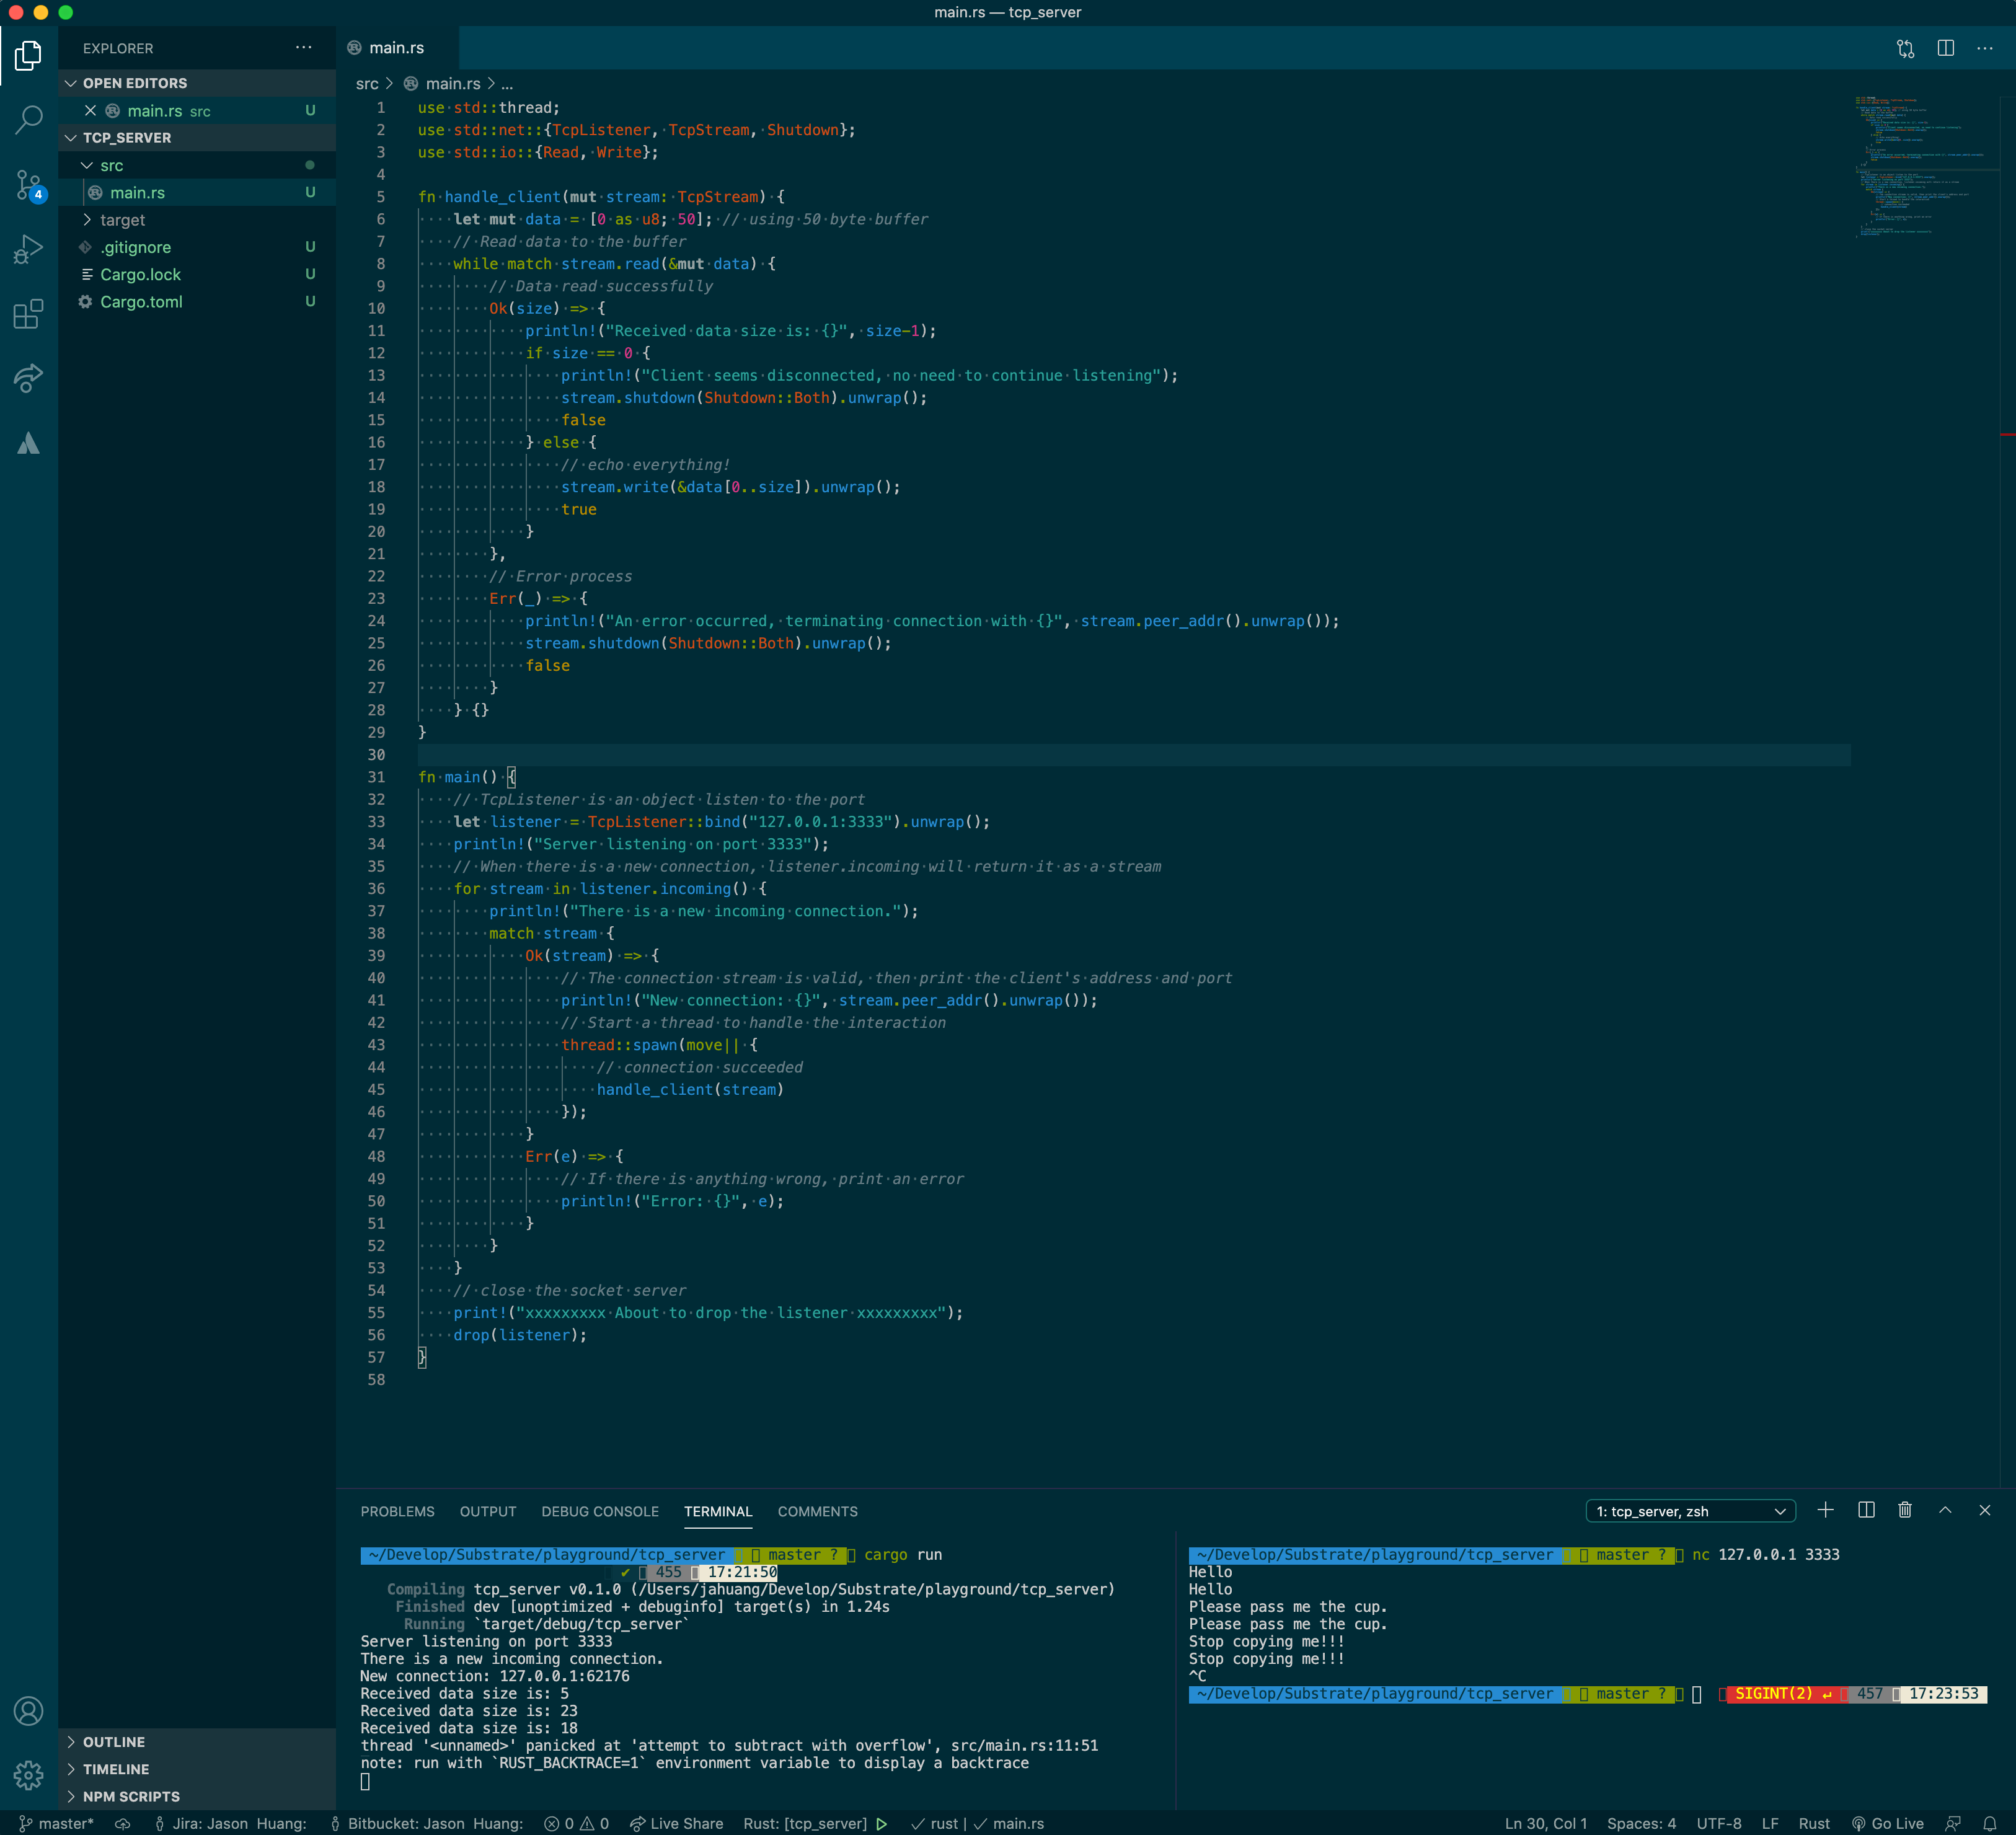 main.rs — tcp_server
EXPLORER
OPEN EDITORS
main.rs src U
TCP_SERVER
src
main.rs U
target
.gitignore U
Cargo.lock U
Cargo.toml U
4
OUTLINE
TIMELINE
NPM SCRIPTS
main.rs
src > main.rs > ...
1 use std::thread;
2 use std::net::{TcpListener, TcpStream, Shutdown};
3 use std::io::{Read, Write};
4
5 fn handle_client(mut stream: TcpStream) {
6     let mut data = [0 as u8; 50]; // using 50 byte buffer
7     // Read data to the buffer
8     while match stream.read(&mut data) {
9         // Data read successfully
10         Ok(size) => {
11             println!("Received data size is: {}", size-1);
12             if size == 0 {
13                 println!("Client seems disconnected, no need to continue listening");
14                 stream.shutdown(Shutdown::Both).unwrap();
15                 false
16             } else {
17                 // echo everything!
18                 stream.write(&data[0..size]).unwrap();
19                 true
20             }
21         },
22         // Error process
23         Err(_) => {
24             println!("An error occurred, terminating connection with {}", stream.peer_addr().unwrap());
25             stream.shutdown(Shutdown::Both).unwrap();
26             false
27         }
28     } {}
29 }
30
31 fn main() {
32     // TcpListener is an object listen to the port
33     let listener = TcpListener::bind("127.0.0.1:3333").unwrap();
34     println!("Server listening on port 3333");
35     // When there is a new connection, listener.incoming will return it as a stream
36     for stream in listener.incoming() {
37         println!("There is a new incoming connection.");
38         match stream {
39             Ok(stream) => {
40                 // The connection stream is valid, then print the client's address and port
41                 println!("New connection: {}", stream.peer_addr().unwrap());
42                 // Start a thread to handle the interaction
43                 thread::spawn(move|| {
44                     // connection succeeded
45                     handle_client(stream)
46                 });
47             }
48             Err(e) => {
49                 // If there is anything wrong, print an error
50                 println!("Error: {}", e);
51             }
52         }
53     }
54     // close the socket server
55     print!("xxxxxxxxx About to drop the listener xxxxxxxxx");
56     drop(listener);
57 }
58
PROBLEMS OUTPUT DEBUG CONSOLE TERMINAL COMMENTS
1: tcp_server, zsh
~/Develop/Substrate/playground/tcp_server master ? cargo run
✔ 455 17:21:50
Compiling tcp_server v0.1.0 (/Users/jahuang/Develop/Substrate/playground/tcp_server)
Finished dev [unoptimized + debuginfo] target(s) in 1.24s
Running `target/debug/tcp_server`
Server listening on port 3333
There is a new incoming connection.
New connection: 127.0.0.1:62176
Received data size is: 5
Received data size is: 23
Received data size is: 18
thread '<unnamed>' panicked at 'attempt to subtract with overflow', src/main.rs:11:51
note: run with `RUST_BACKTRACE=1` environment variable to display a backtrace
~/Develop/Substrate/playground/tcp_server master ? nc 127.0.0.1 3333
Hello
Hello
Please pass me the cup.
Please pass me the cup.
Stop copying me!!!
Stop copying me!!!
^C
~/Develop/Substrate/playground/tcp_server master ? SIGINT(2) ↵ 457 17:23:53
master* Jira: Jason Huang: Bitbucket: Jason Huang: 0 0 Live Share Rust: [tcp_server] ✓ rust | ✓ main.rs Ln 30, Col 1 Spaces: 4 UTF-8 LF Rust Go Live